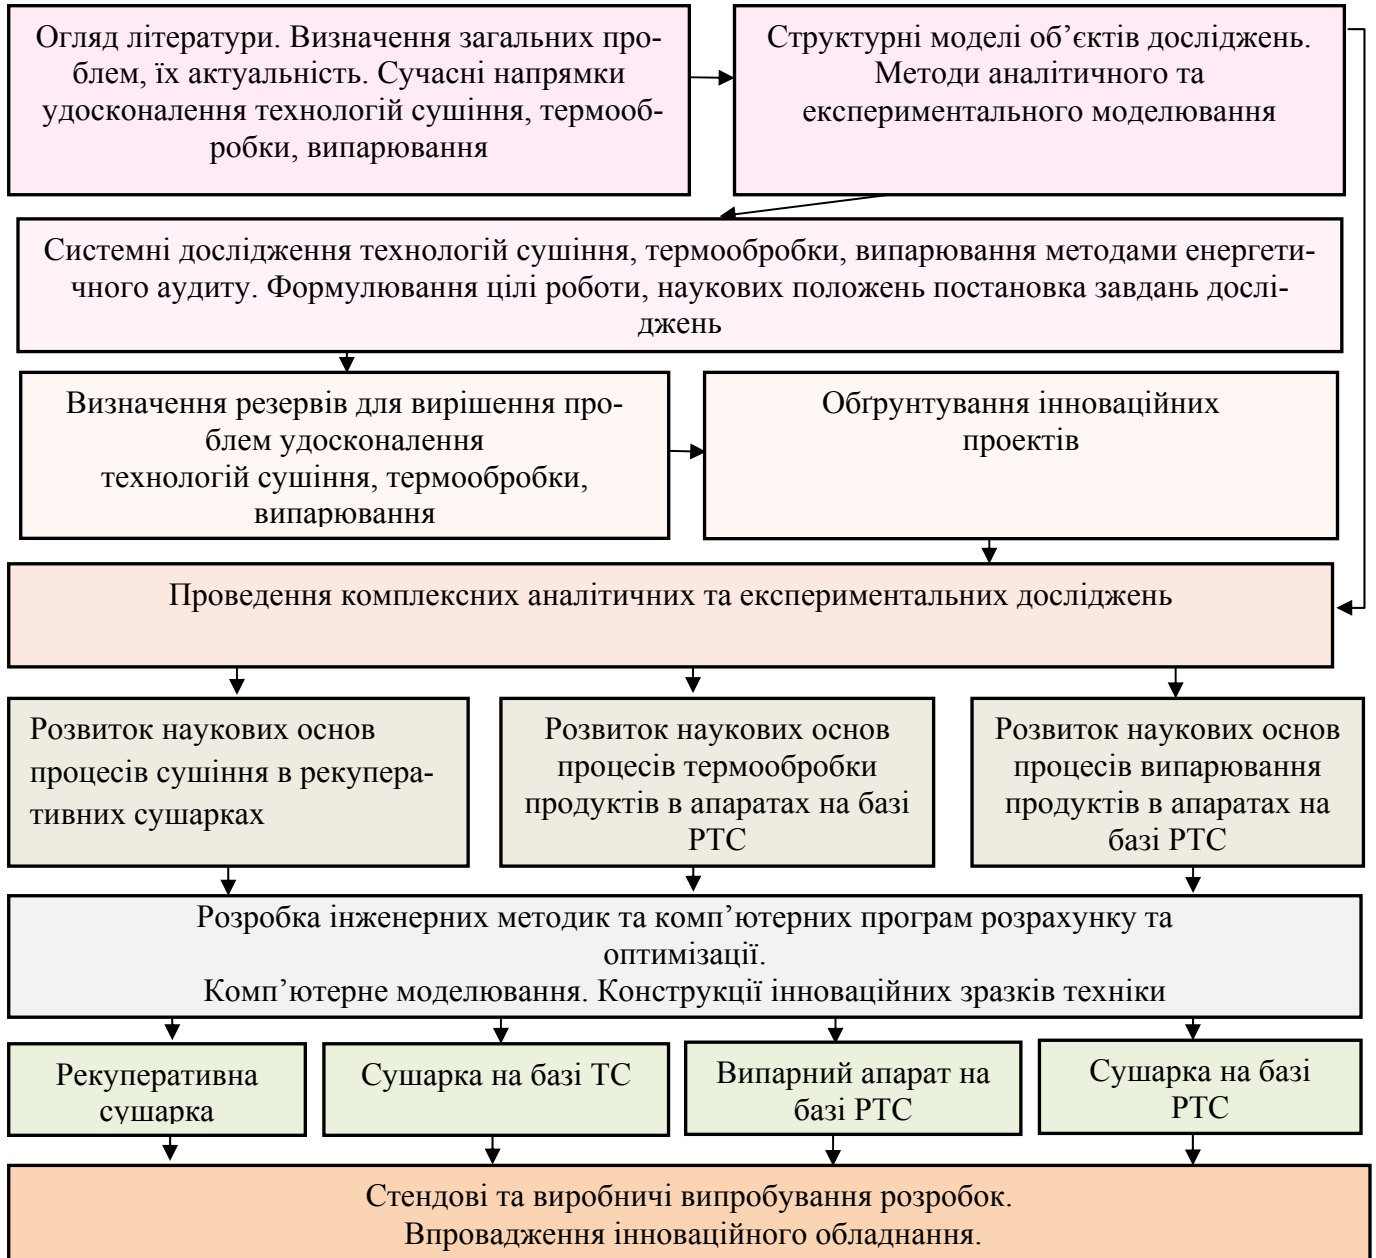 Огляд літератури. Визначення загальних про-
блем, їх актуальність. Сучасні напрямки
удосконалення технологій сушіння, термооб-
робки, випарювання
Структурні моделі об’єктів досліджень.
Методи аналітичного та
експериментального моделювання
Системні дослідження технологій сушіння, термообробки, випарювання методами енергети-
чного аудиту. Формулювання цілі роботи, наукових положень постановка завдань дослі-
джень
Визначення резервів для вирішення про-
блем удосконалення
технологій сушіння, термообробки,
випарювання
Обґрунтування інноваційних
проектів
Проведення комплексних аналітичних та експериментальних досліджень
Розвиток наукових основ
процесів сушіння в рекупера-
тивних сушарках
Розвиток наукових основ
процесів термообробки
продуктів в апаратах на базі
РТС
Розвиток наукових основ
процесів випарювання
продуктів в апаратах на
базі РТС
Розробка інженерних методик та комп’ютерних програм розрахунку та
оптимізації.
Комп’ютерне моделювання. Конструкції інноваційних зразків техніки
Рекуперативна
сушарка
Сушарка на базі ТС
Випарний апарат на
базі РТС
Сушарка на базі
РТС
Стендові та виробничі випробування розробок.
Впровадження інноваційного обладнання.